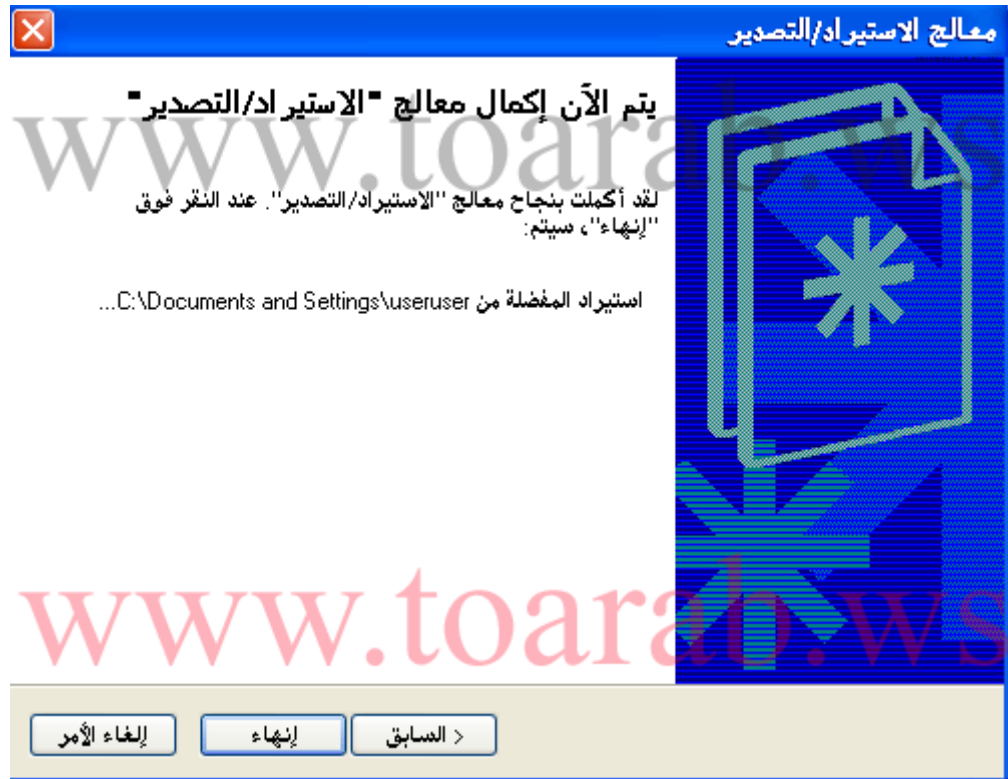 معالج الاستيراد/التصدير
يتم الآن إكمال معالج "الاستيراد/التصدير"
www.toarab.ws
لقد أكملت بنجاح معالج "الاستيراد/التصدير". عند النقر فوق
"إنهاء"، سيتم:
استيراد المفضلة من C:\Documents and Settings\useruser...
www.toarab.ws
< السابق
إنهاء
إلغاء الأمر